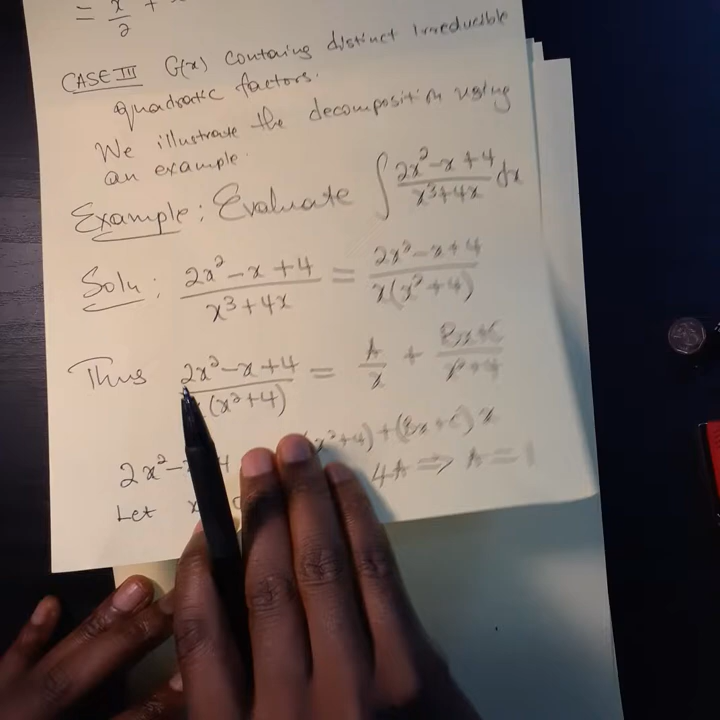 = x/2 +
CASE III G(x) containing distinct irreducible
quadratic factors.
We illustrate the decomposition using
an example.
Example: Evaluate ∫ (2x² - x + 4)/(x³ + 4x) dx
Soln: (2x² - x + 4)/(x³ + 4x) = (2x² - x + 4)/(x(x² + 4))
Thus (2x² - x + 4)/(x(x² + 4)) = A/x + (Bx + C)/(x² + 4)
2x² - 4 (x² + 4) + (Bx + C) x
Let x 4A ⇒ A = 1